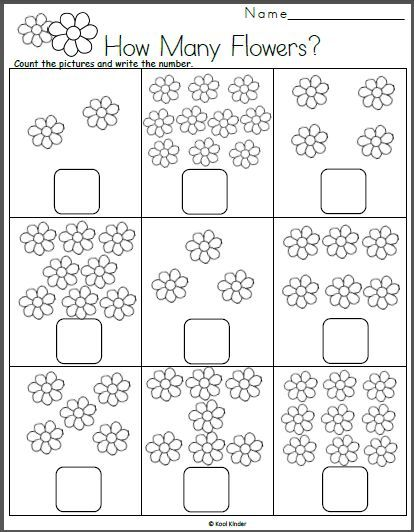 Name
How Many Flowers?
Count the pictures and write the number.
© Kool Kinder